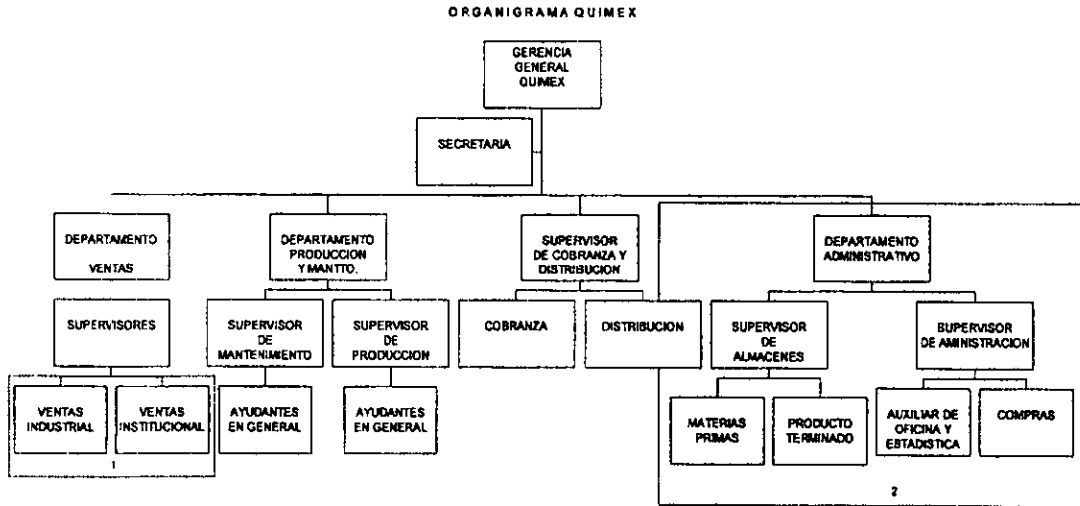 ORGANIGRAMA QUIMEX
GERENCIA
GENERAL
QUIMEX
SECRETARIA
DEPARTAMENTO
VENTAS
DEPARTAMENTO
PRODUCCION
Y MANTTO.
SUPERVISOR
DE COBRANZA Y
DISTRIBUCION
DEPARTAMENTO
ADMINISTRATIVO
SUPERVISORES
SUPERVISOR
DE
MANTENIMIENTO
SUPERVISOR
DE
PRODUCCION
COBRANZA
DISTRIBUCION
SUPERVISOR
DE
ALMACENES
SUPERVISOR
DE AMINISTRACION
VENTAS
INDUSTRIAL
VENTAS
INSTITUCIONAL
AYUDANTES
EN GENERAL
AYUDANTES
EN GENERAL
MATERIAS
PRIMAS
PRODUCTO
TERMINADO
AUXILIAR DE
OFICINA Y
ESTADISTICA
COMPRAS
1
2